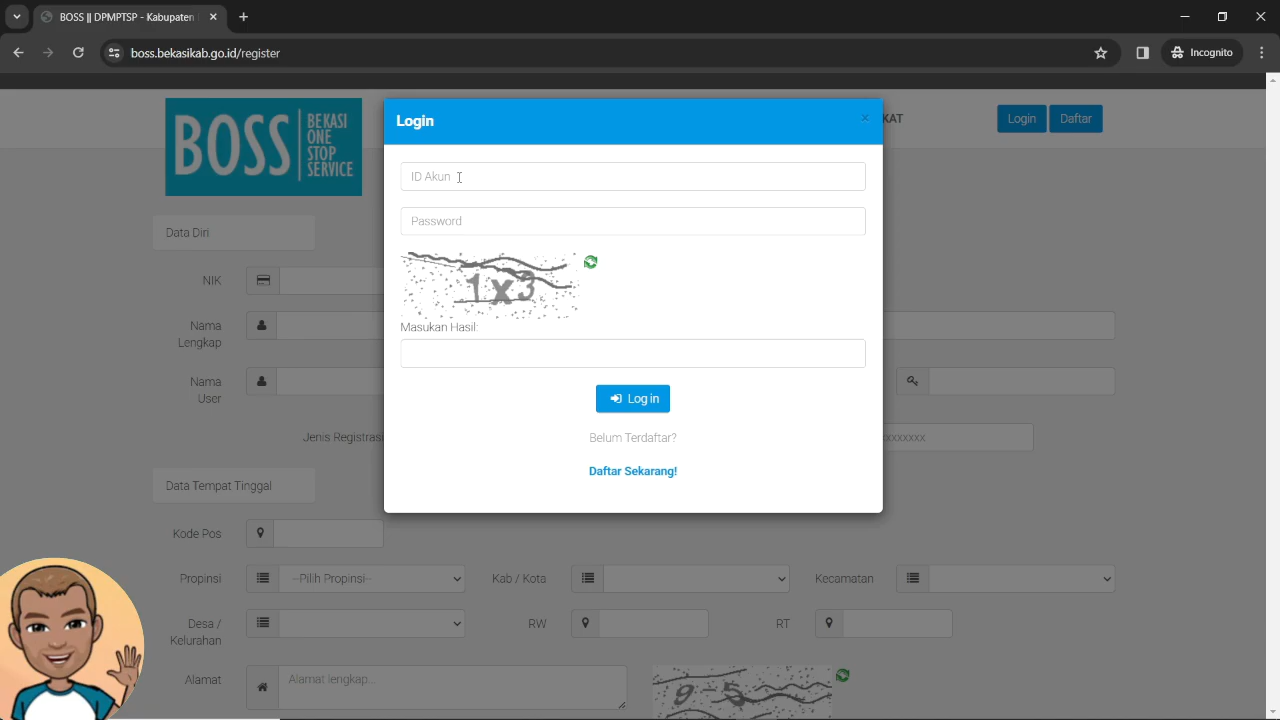 BOSS || DPMPTSP - Kabupaten
boss.bekasikab.go.id/register
Incognito
BOSS
BEKASI
ONE
STOP
SERVICE
KAT
Login
Daftar
Login
ID Akun
Password
1x3
Masukan Hasil:
Log in
Belum Terdaftar?
Daftar Sekarang!
Data Diri
NIK
Nama
Lengkap
Nama
User
Jenis Registrasi
xxxxxxx
Data Tempat Tinggal
Kode Pos
Propinsi
--Pilih Propinsi--
Kab / Kota
Kecamatan
Desa /
Kelurahan
RW
RT
Alamat
Alamat lengkap...
9-5